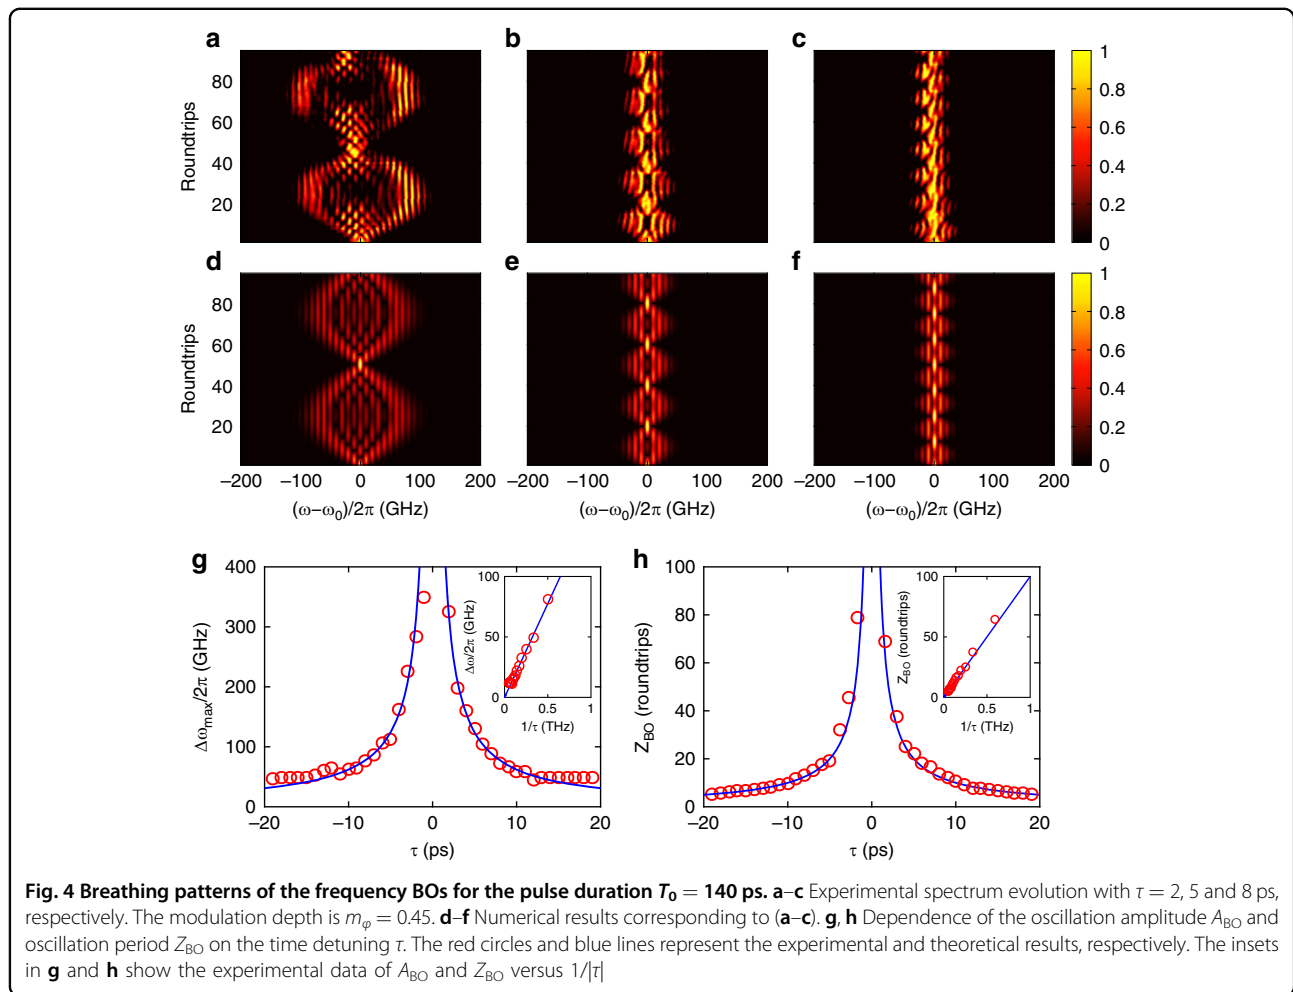 a b c
Roundtrips
80
60
40
20
1
0.8
0.6
0.4
0.2
0
d e f
Roundtrips
80
60
40
20
1
0.8
0.6
0.4
0.2
0
−200 −100 0 100 200
−200 −100 0 100 200
−200 −100 0 100 200
(ω−ω₀)/2π (GHz)
(ω−ω₀)/2π (GHz)
(ω−ω₀)/2π (GHz)
g
Δω_max/2π (GHz)
400
300
200
100
0
−20 −10 0 10 20
τ (ps)
Δω/2π (GHz)
100
50
0
0 0.5 1
1/τ (THz)
h
Z_BO (roundtrips)
100
80
60
40
20
0
−20 −10 0 10 20
τ (ps)
Z_BO (roundtrips)
100
50
0
0 0.5 1
1/τ (THz)
Fig. 4 Breathing patterns of the frequency BOs for the pulse duration T₀ = 140 ps. a–c Experimental spectrum evolution with τ = 2, 5 and 8 ps,
respectively. The modulation depth is m_φ = 0.45. d–f Numerical results corresponding to (a–c). g, h Dependence of the oscillation amplitude A_BO and
oscillation period Z_BO on the time detuning τ. The red circles and blue lines represent the experimental and theoretical results, respectively. The insets
in g and h show the experimental data of A_BO and Z_BO versus 1/|τ|